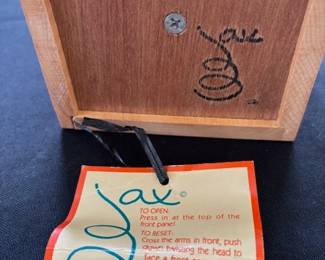 jax
jax©
TO OPEN:
Press in at the top of the
front panel.
TO RESET:
Cross the arms in front, push
down twisting the head to